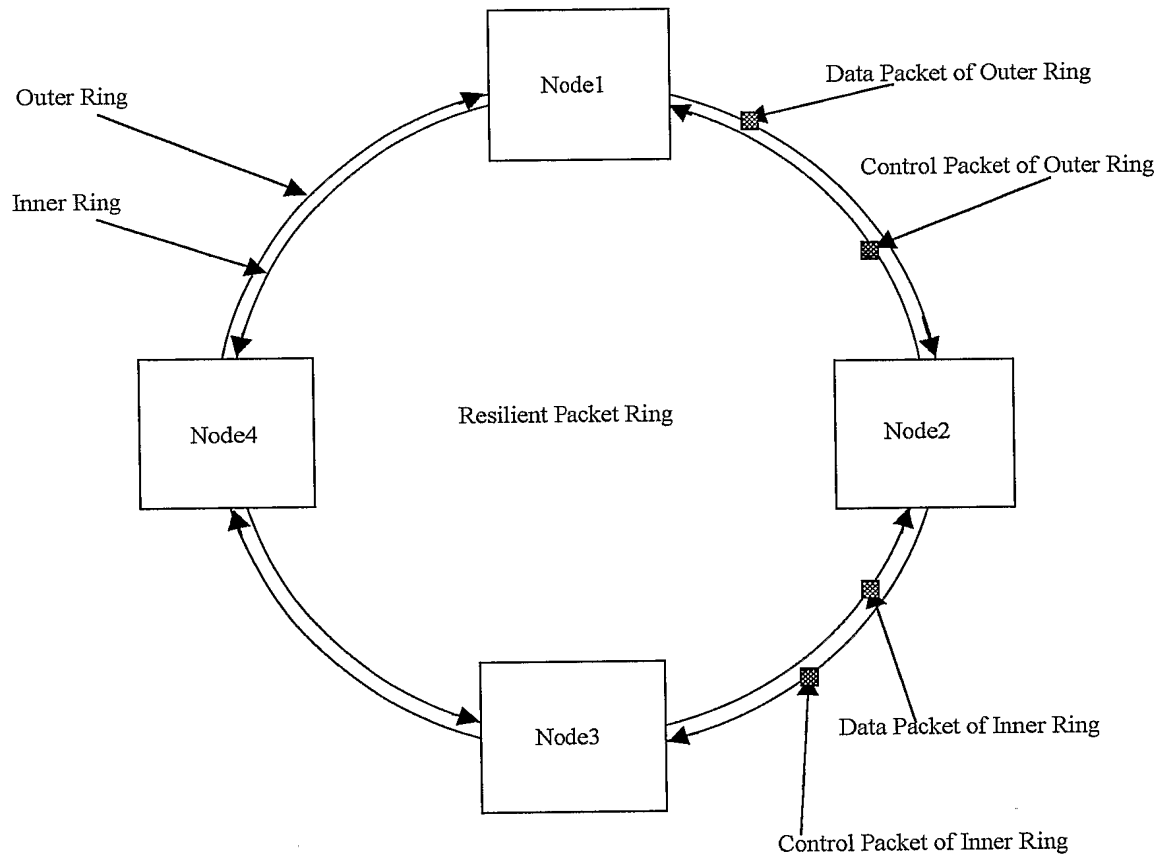 Node1
Data Packet of Outer Ring
Outer Ring
Control Packet of Outer Ring
Inner Ring
Resilient Packet Ring
Node4
Node2
Node3
Data Packet of Inner Ring
Control Packet of Inner Ring